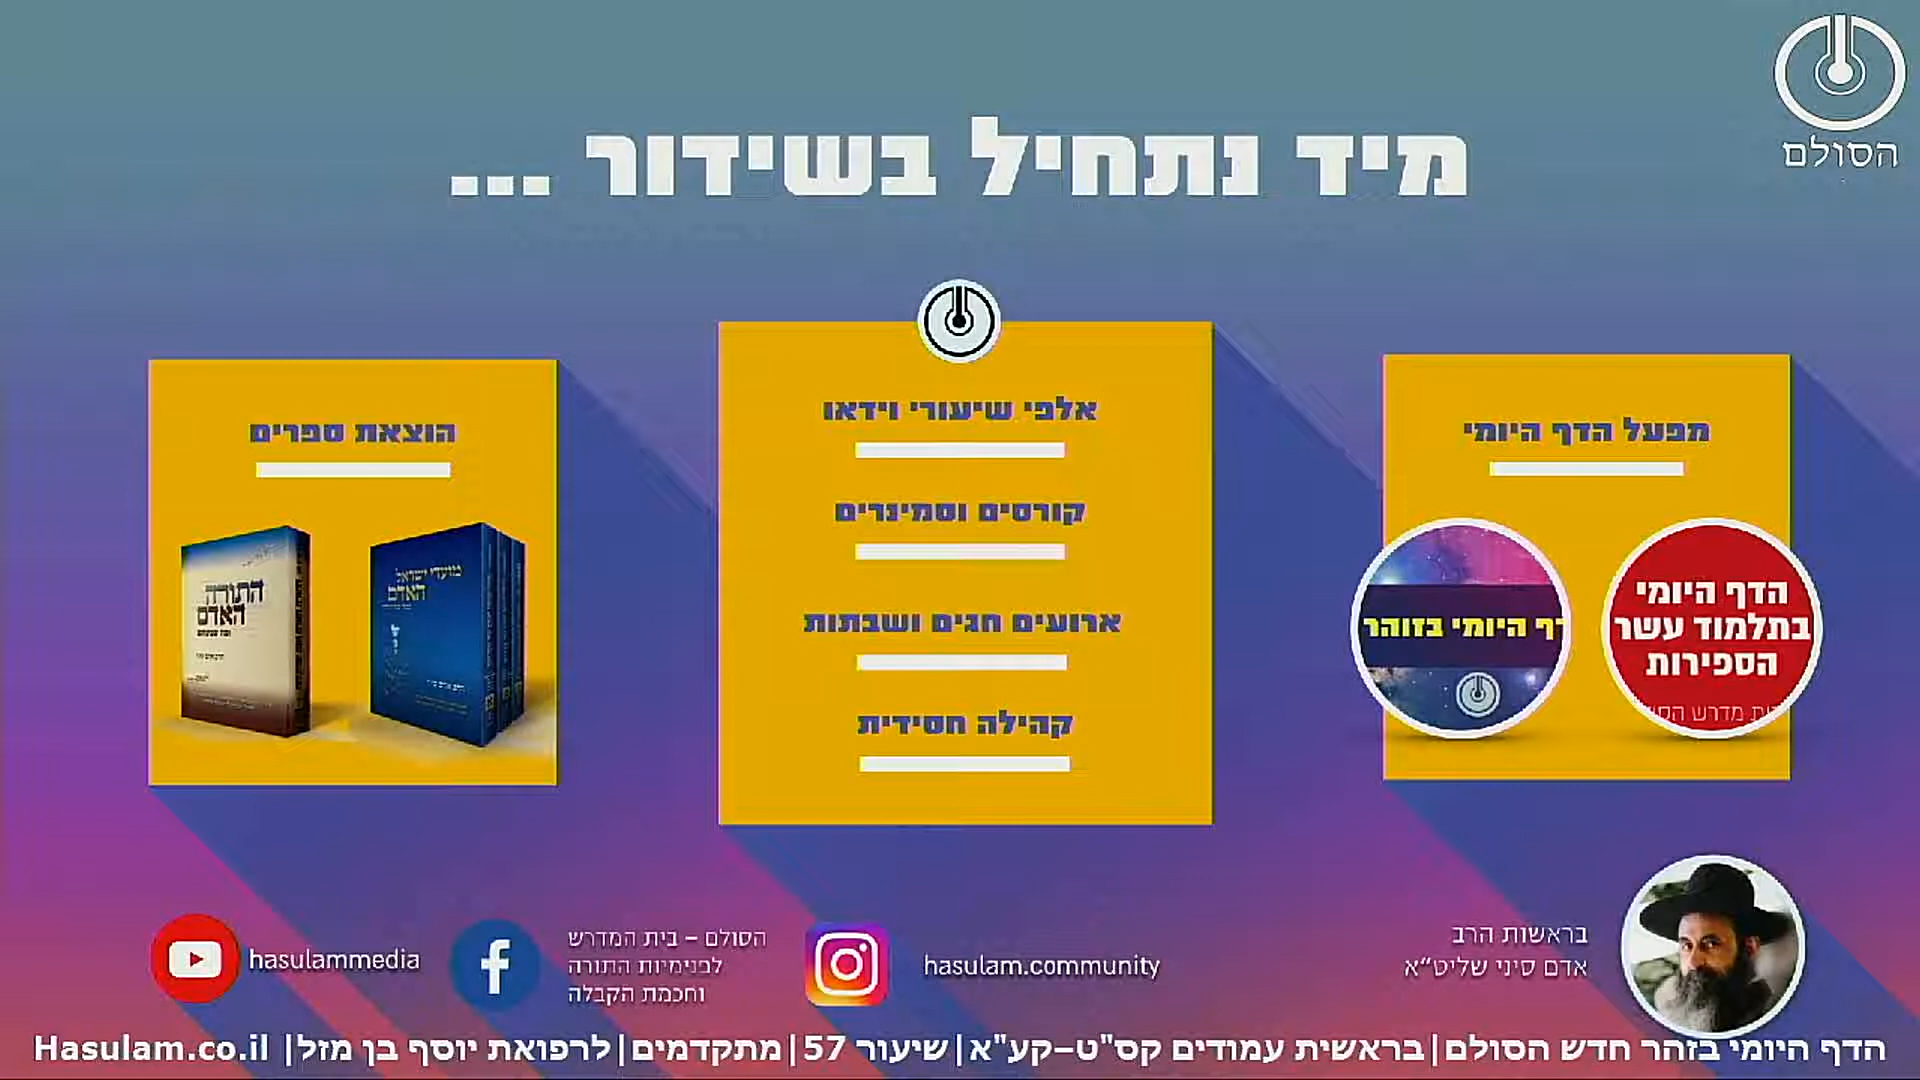 הסולם
מיד נתחיל בשידור ...
מפעל הדף היומי
דף היומי בזוהר
הדף היומי
בתלמוד עשר
הספירות
מדרש
אלפי שיעורי וידאו
קורסים וסמינרים
ארועים חגים ושבתות
קהילה חסידית
הוצאת ספרים
מועדי ישראל
האדם
התורה
האדם
בראשות הרב
אדם סיני שליט"א
hasulam.community
הסולם – בית המדרש
לפנימיות התורה
וחכמת הקבלה
hasulammedia
הדף היומי בזהר חדש הסולם|בראשית עמודים קס"ט–קע"א|שיעור 57|מתקדמים|לרפואת יוסף בן מזל| Hasulam.co.il